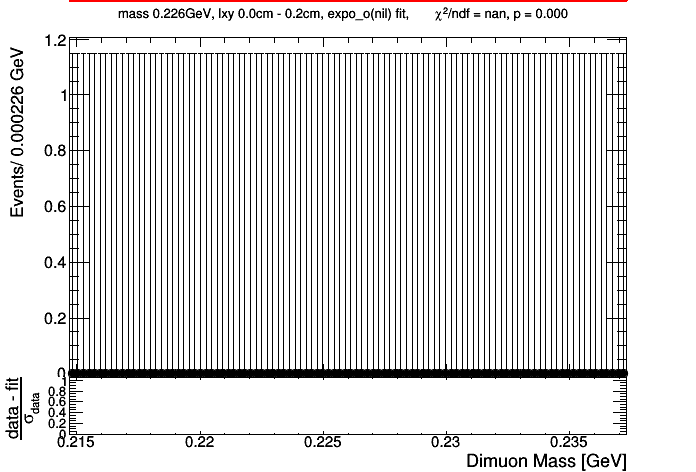 mass 0.226GeV, lxy 0.0cm - 0.2cm, expo_o(nil) fit, χ²/ndf = nan, p = 0.000
Events/ 0.000226 GeV
1.2
1
0.8
0.6
0.4
0.2
0
data - fit
σdata
1
0.8
0.6
0.4
0.2
0
0.215 0.22 0.225 0.23 0.235
Dimuon Mass [GeV]